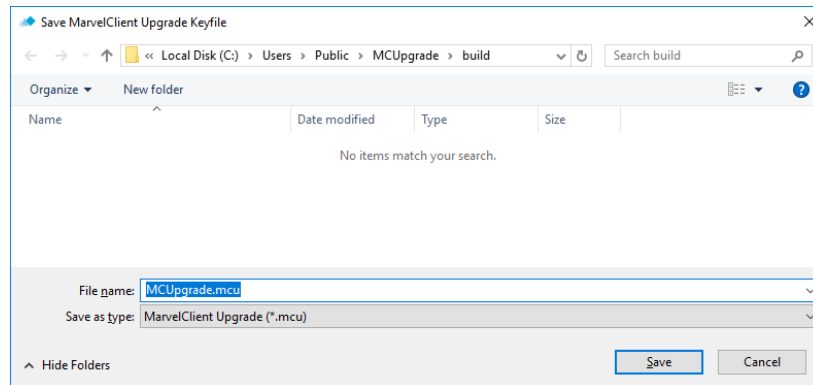 Save MarvelClient Upgrade Keyfile
« Local Disk (C:) > Users > Public > MCUpgrade > build
Search build
Organize
New folder
Name
Date modified
Type
Size
No items match your search.
File name: MCUpgrade.mcu
Save as type: MarvelClient Upgrade (*.mcu)
Hide Folders
Save
Cancel